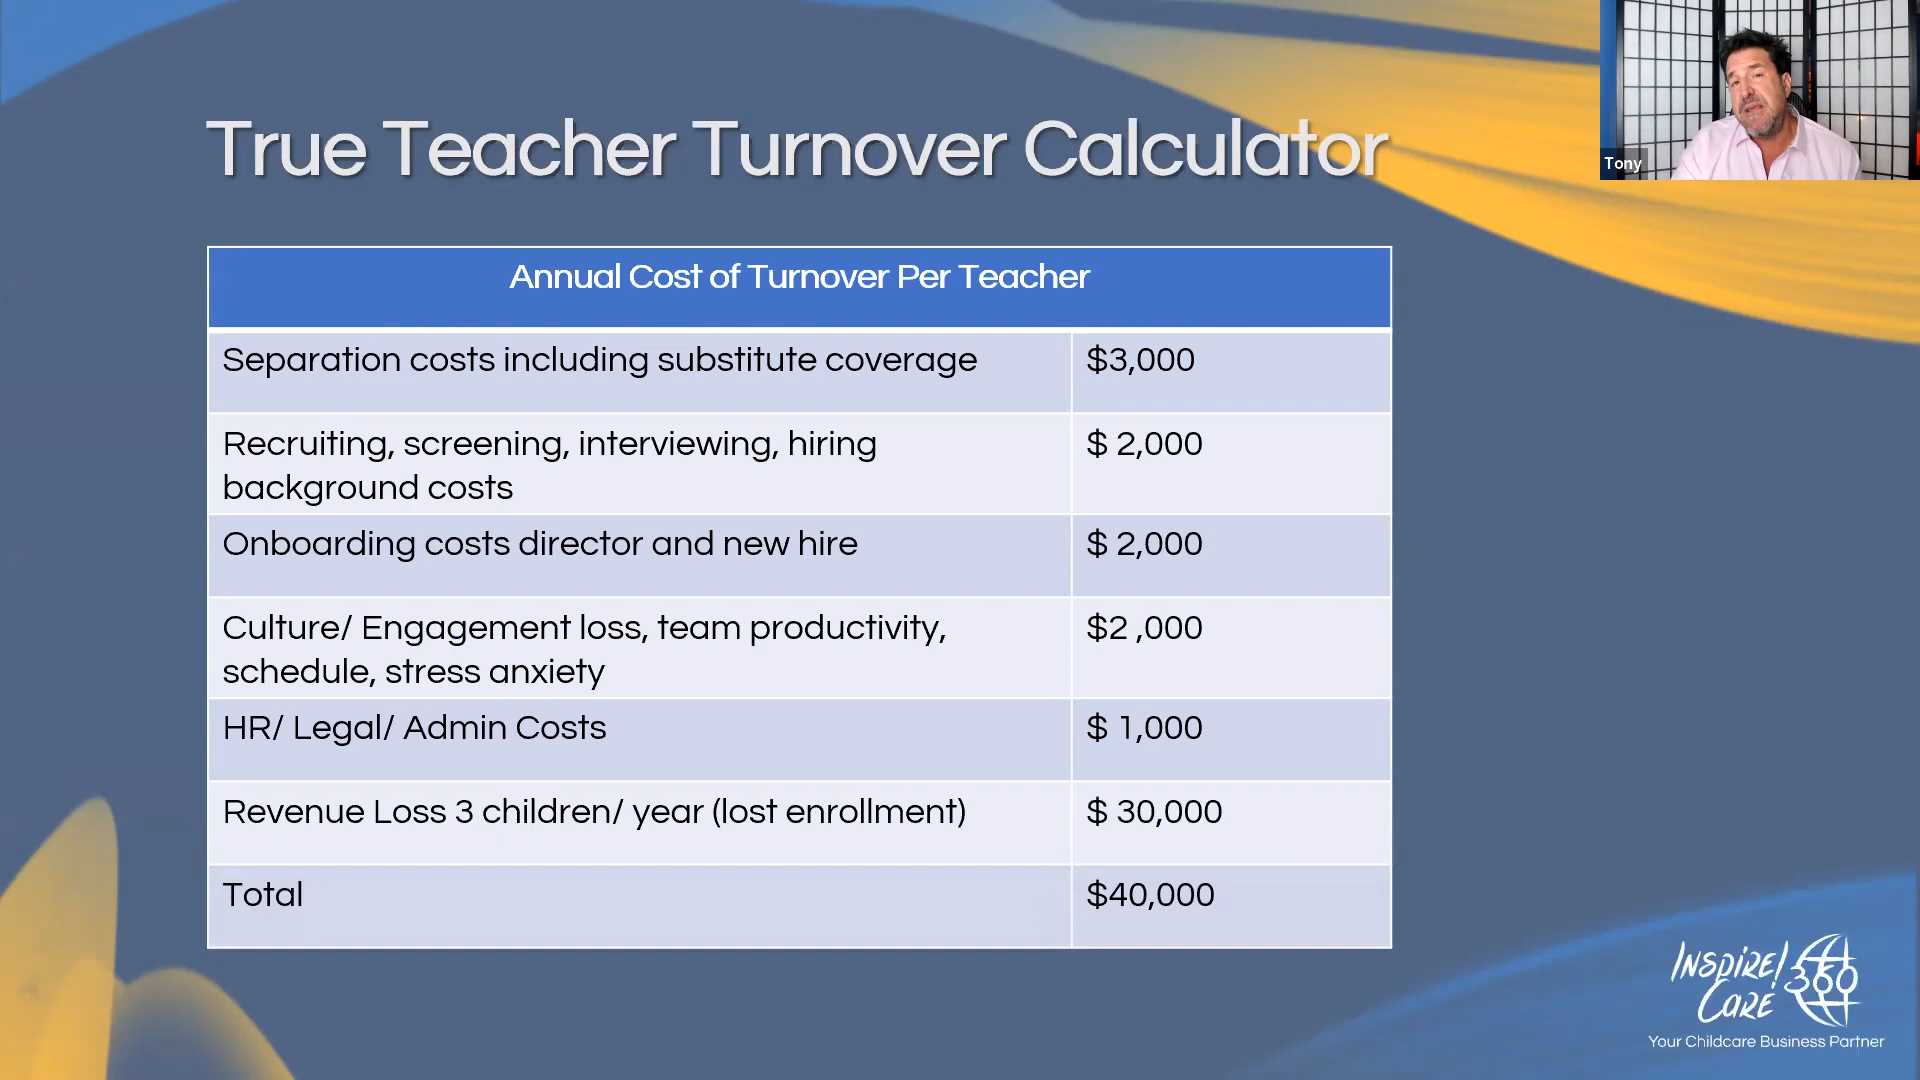 True Teacher Turnover Calculator
Tony
Annual Cost of Turnover Per Teacher
Separation costs including substitute coverage $3,000
Recruiting, screening, interviewing, hiring $ 2,000
background costs
Onboarding costs director and new hire $ 2,000
Culture/ Engagement loss, team productivity, $2 ,000
schedule, stress anxiety
HR/ Legal/ Admin Costs $ 1,000
Revenue Loss 3 children/ year (lost enrollment) $ 30,000
Total $40,000
INSPIRE!
CARE 360
Your Childcare Business Partner